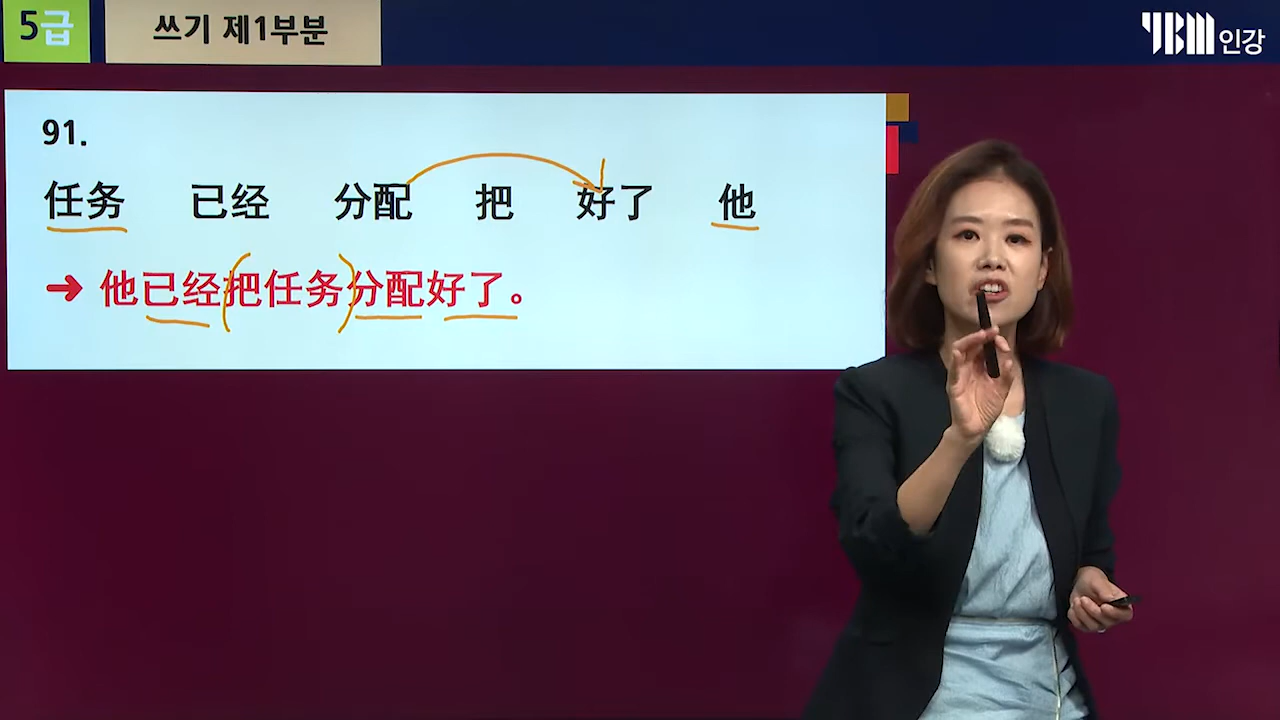 5급 쓰기 제1부분
YBM 인강
91.
任务 已经 分配 把 好了 他
➜ 他已经把任务分配好了。